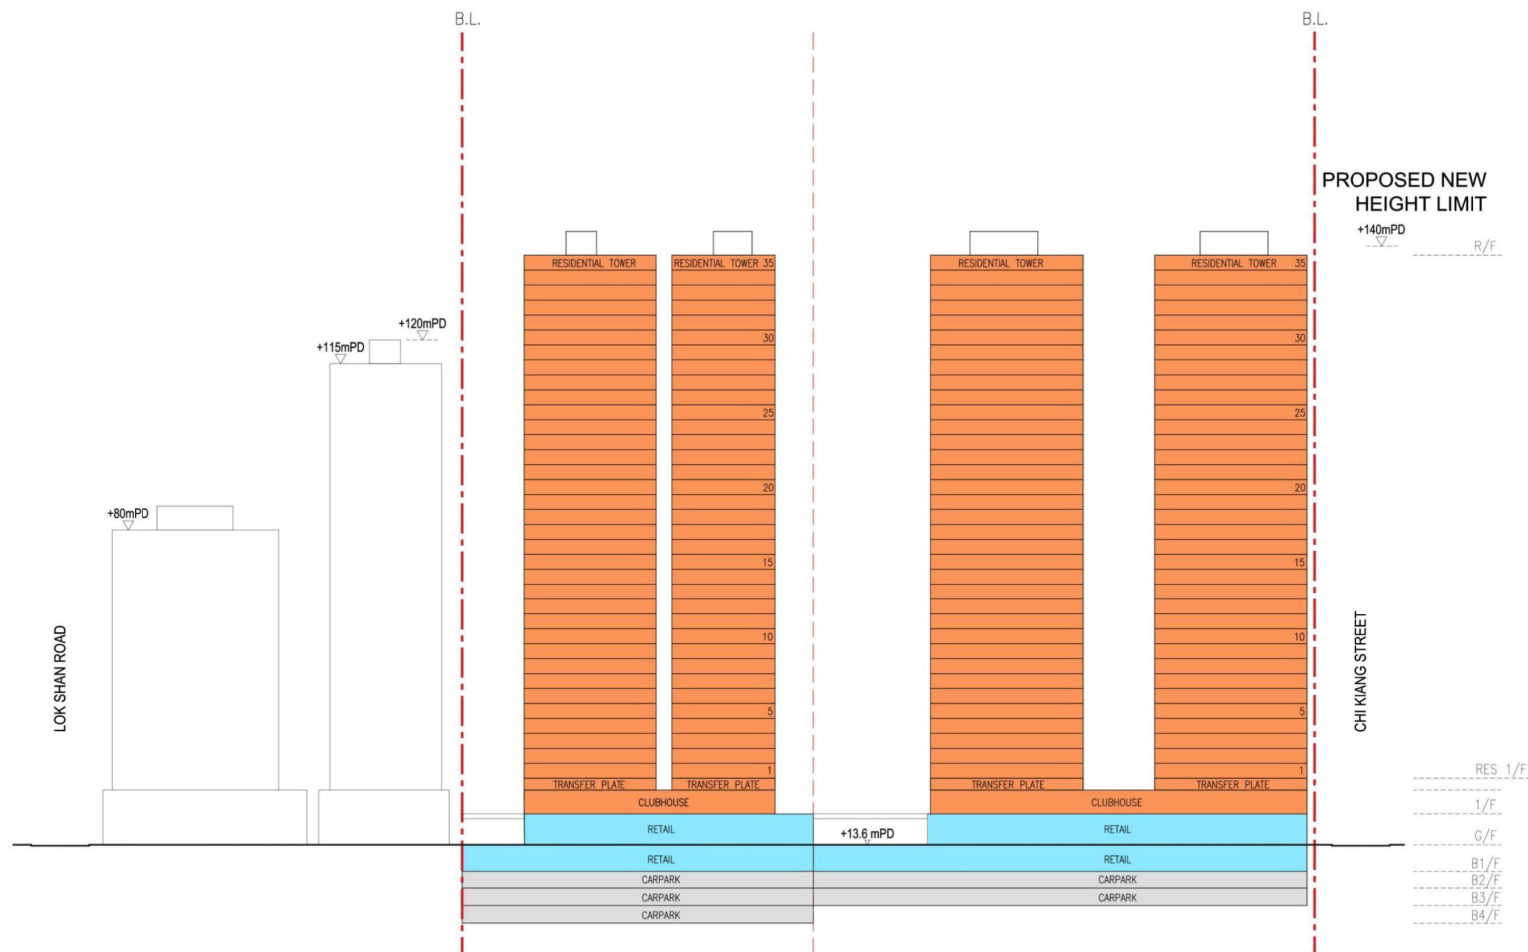 B.L.
B.L.
PROPOSED NEW
HEIGHT LIMIT
+140mPD
R/F
RESIDENTIAL TOWER
RESIDENTIAL TOWER 35
RESIDENTIAL TOWER
RESIDENTIAL TOWER 35
+120mPD
+115mPD
30
30
25
25
20
20
+80mPD
15
15
10
10
LOK SHAN ROAD
CHI KIANG STREET
5
5
1
1
RES 1/F
TRANSFER PLATE
TRANSFER PLATE
TRANSFER PLATE
TRANSFER PLATE
CLUBHOUSE
CLUBHOUSE
1/F
RETAIL
+13.6 mPD
RETAIL
G/F
RETAIL
RETAIL
B1/F
CARPARK
CARPARK
B2/F
CARPARK
CARPARK
B3/F
CARPARK
B4/F